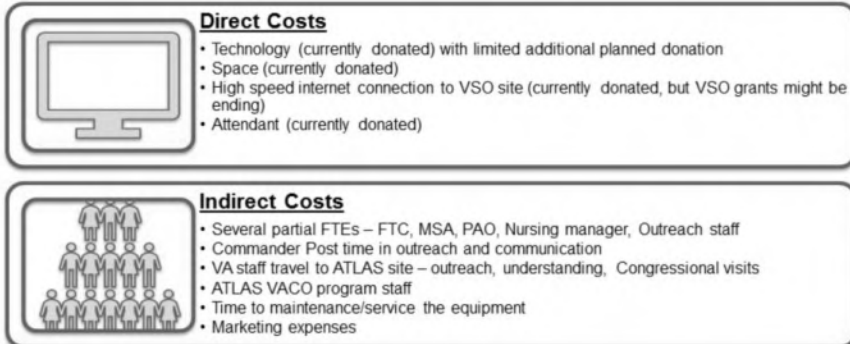 Direct Costs
• Technology (currently donated) with limited additional planned donation
• Space (currently donated)
• High speed internet connection to VSO site (currently donated, but VSO grants might be
ending)
• Attendant (currently donated)
Indirect Costs
• Several partial FTEs – FTC, MSA, PAO, Nursing manager, Outreach staff
• Commander Post time in outreach and communication
• VA staff travel to ATLAS site – outreach, understanding, Congressional visits
• ATLAS VACO program staff
• Time to maintenance/service the equipment
• Marketing expenses